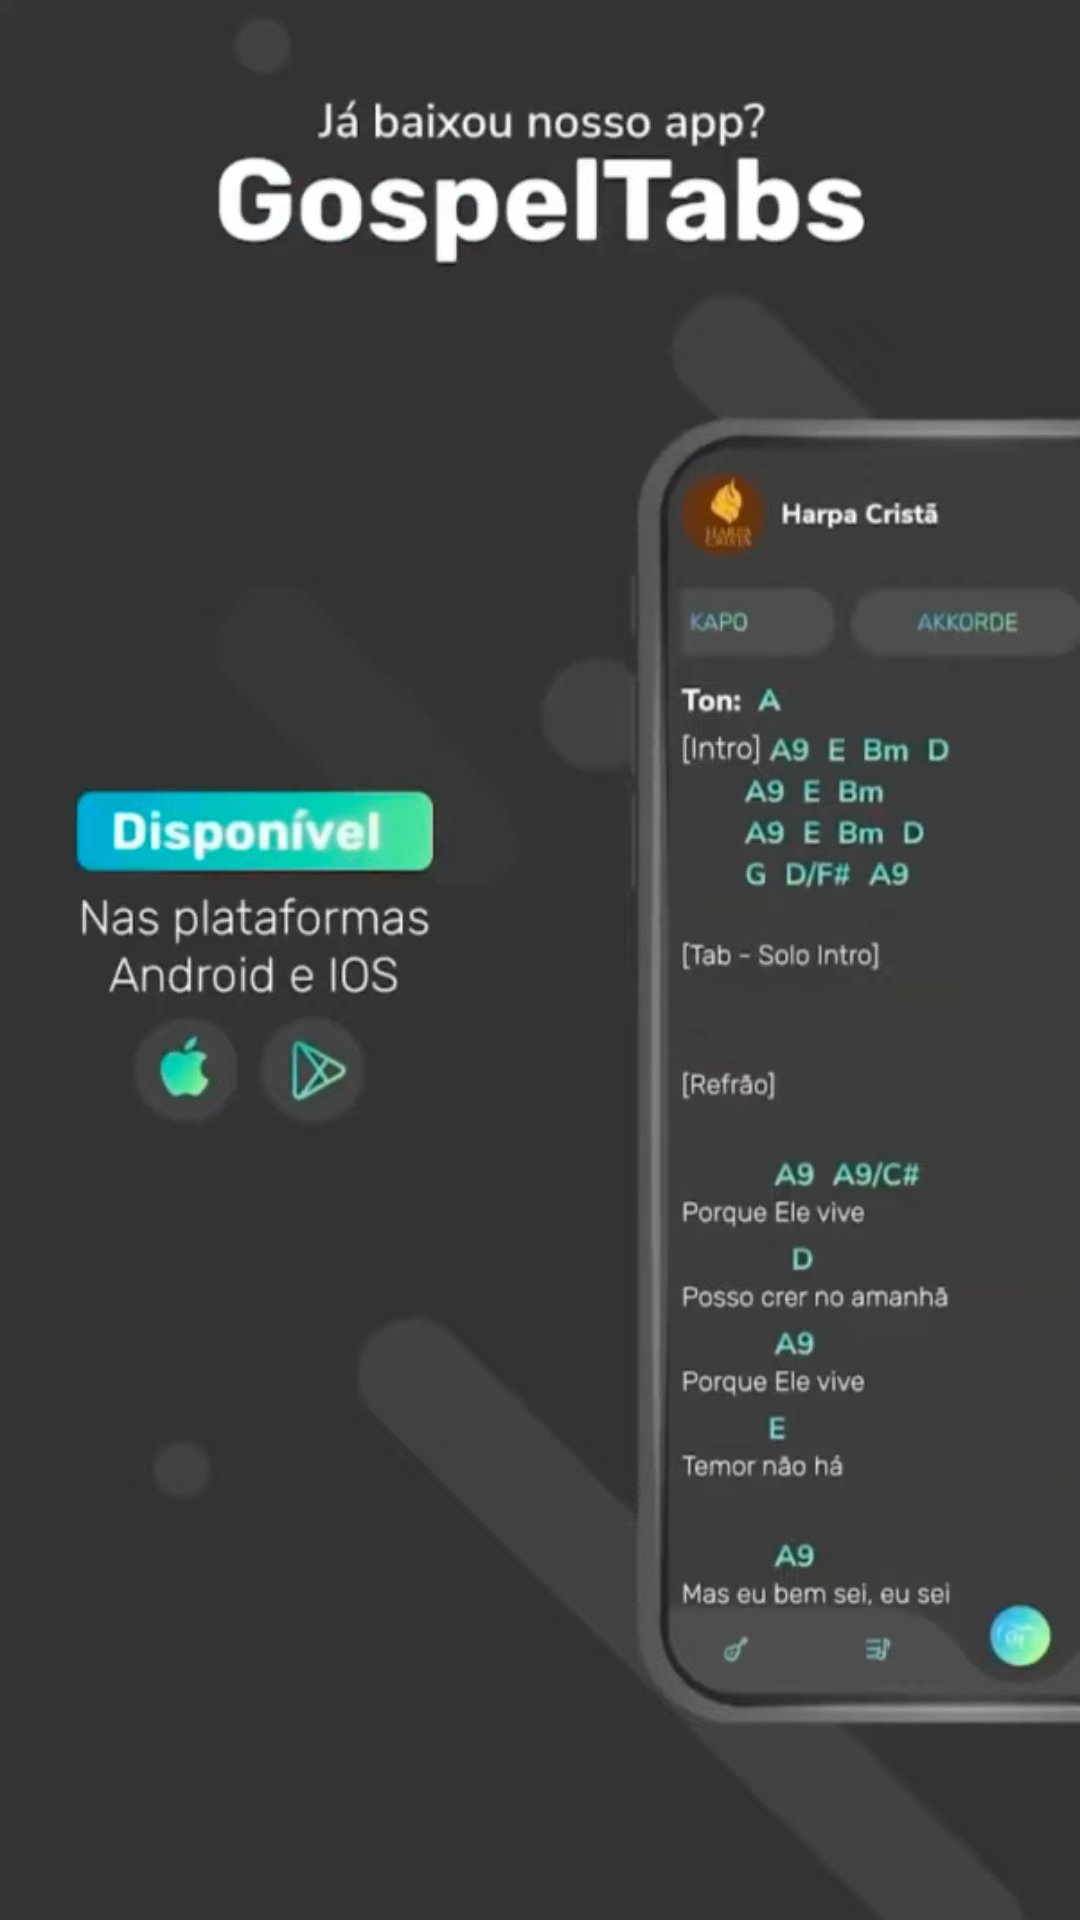 Já baixou nosso app?
GospelTabs
Disponível
Nas plataformas
Android e IOS
HARPA
CRISTÃ
Harpa Cristã
KAPO
AKKORDE
Ton: A
[Intro] A9 E Bm D
A9 E Bm
A9 E Bm D
G D/F# A9
[Tab - Solo Intro]
[Refrão]
A9 A9/C#
Porque Ele vive
D
Posso crer no amanhã
A9
Porque Ele vive
E
Temor não há
A9
Mas eu bem sei, eu sei